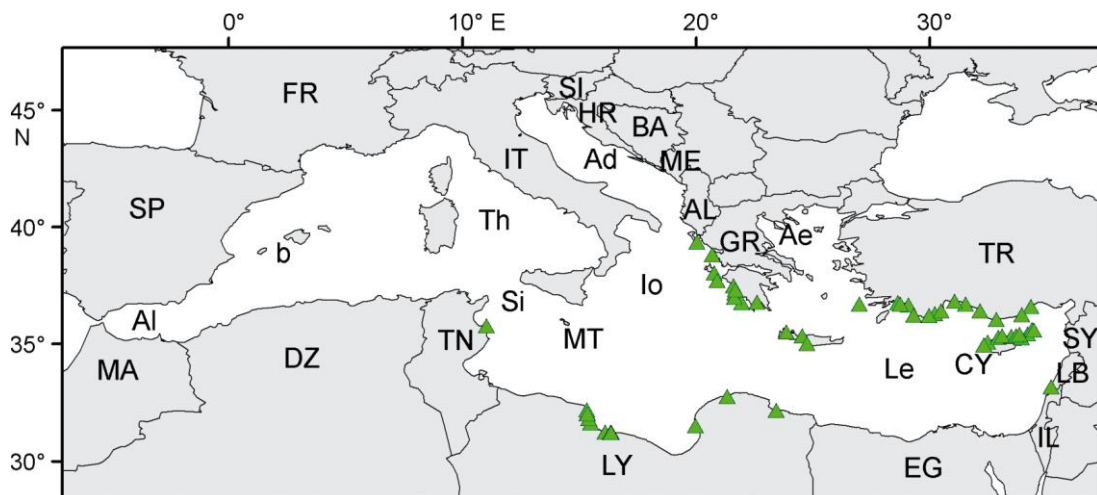 0° 10° E 20° 30°
45°
N
40°
35°
30°
FR SI
HR BA
IT Ad ME
SP Th AL
b GR Ae TR
Io
Al Si
MA DZ TN MT Le CY SY
LB
IL
LY EG